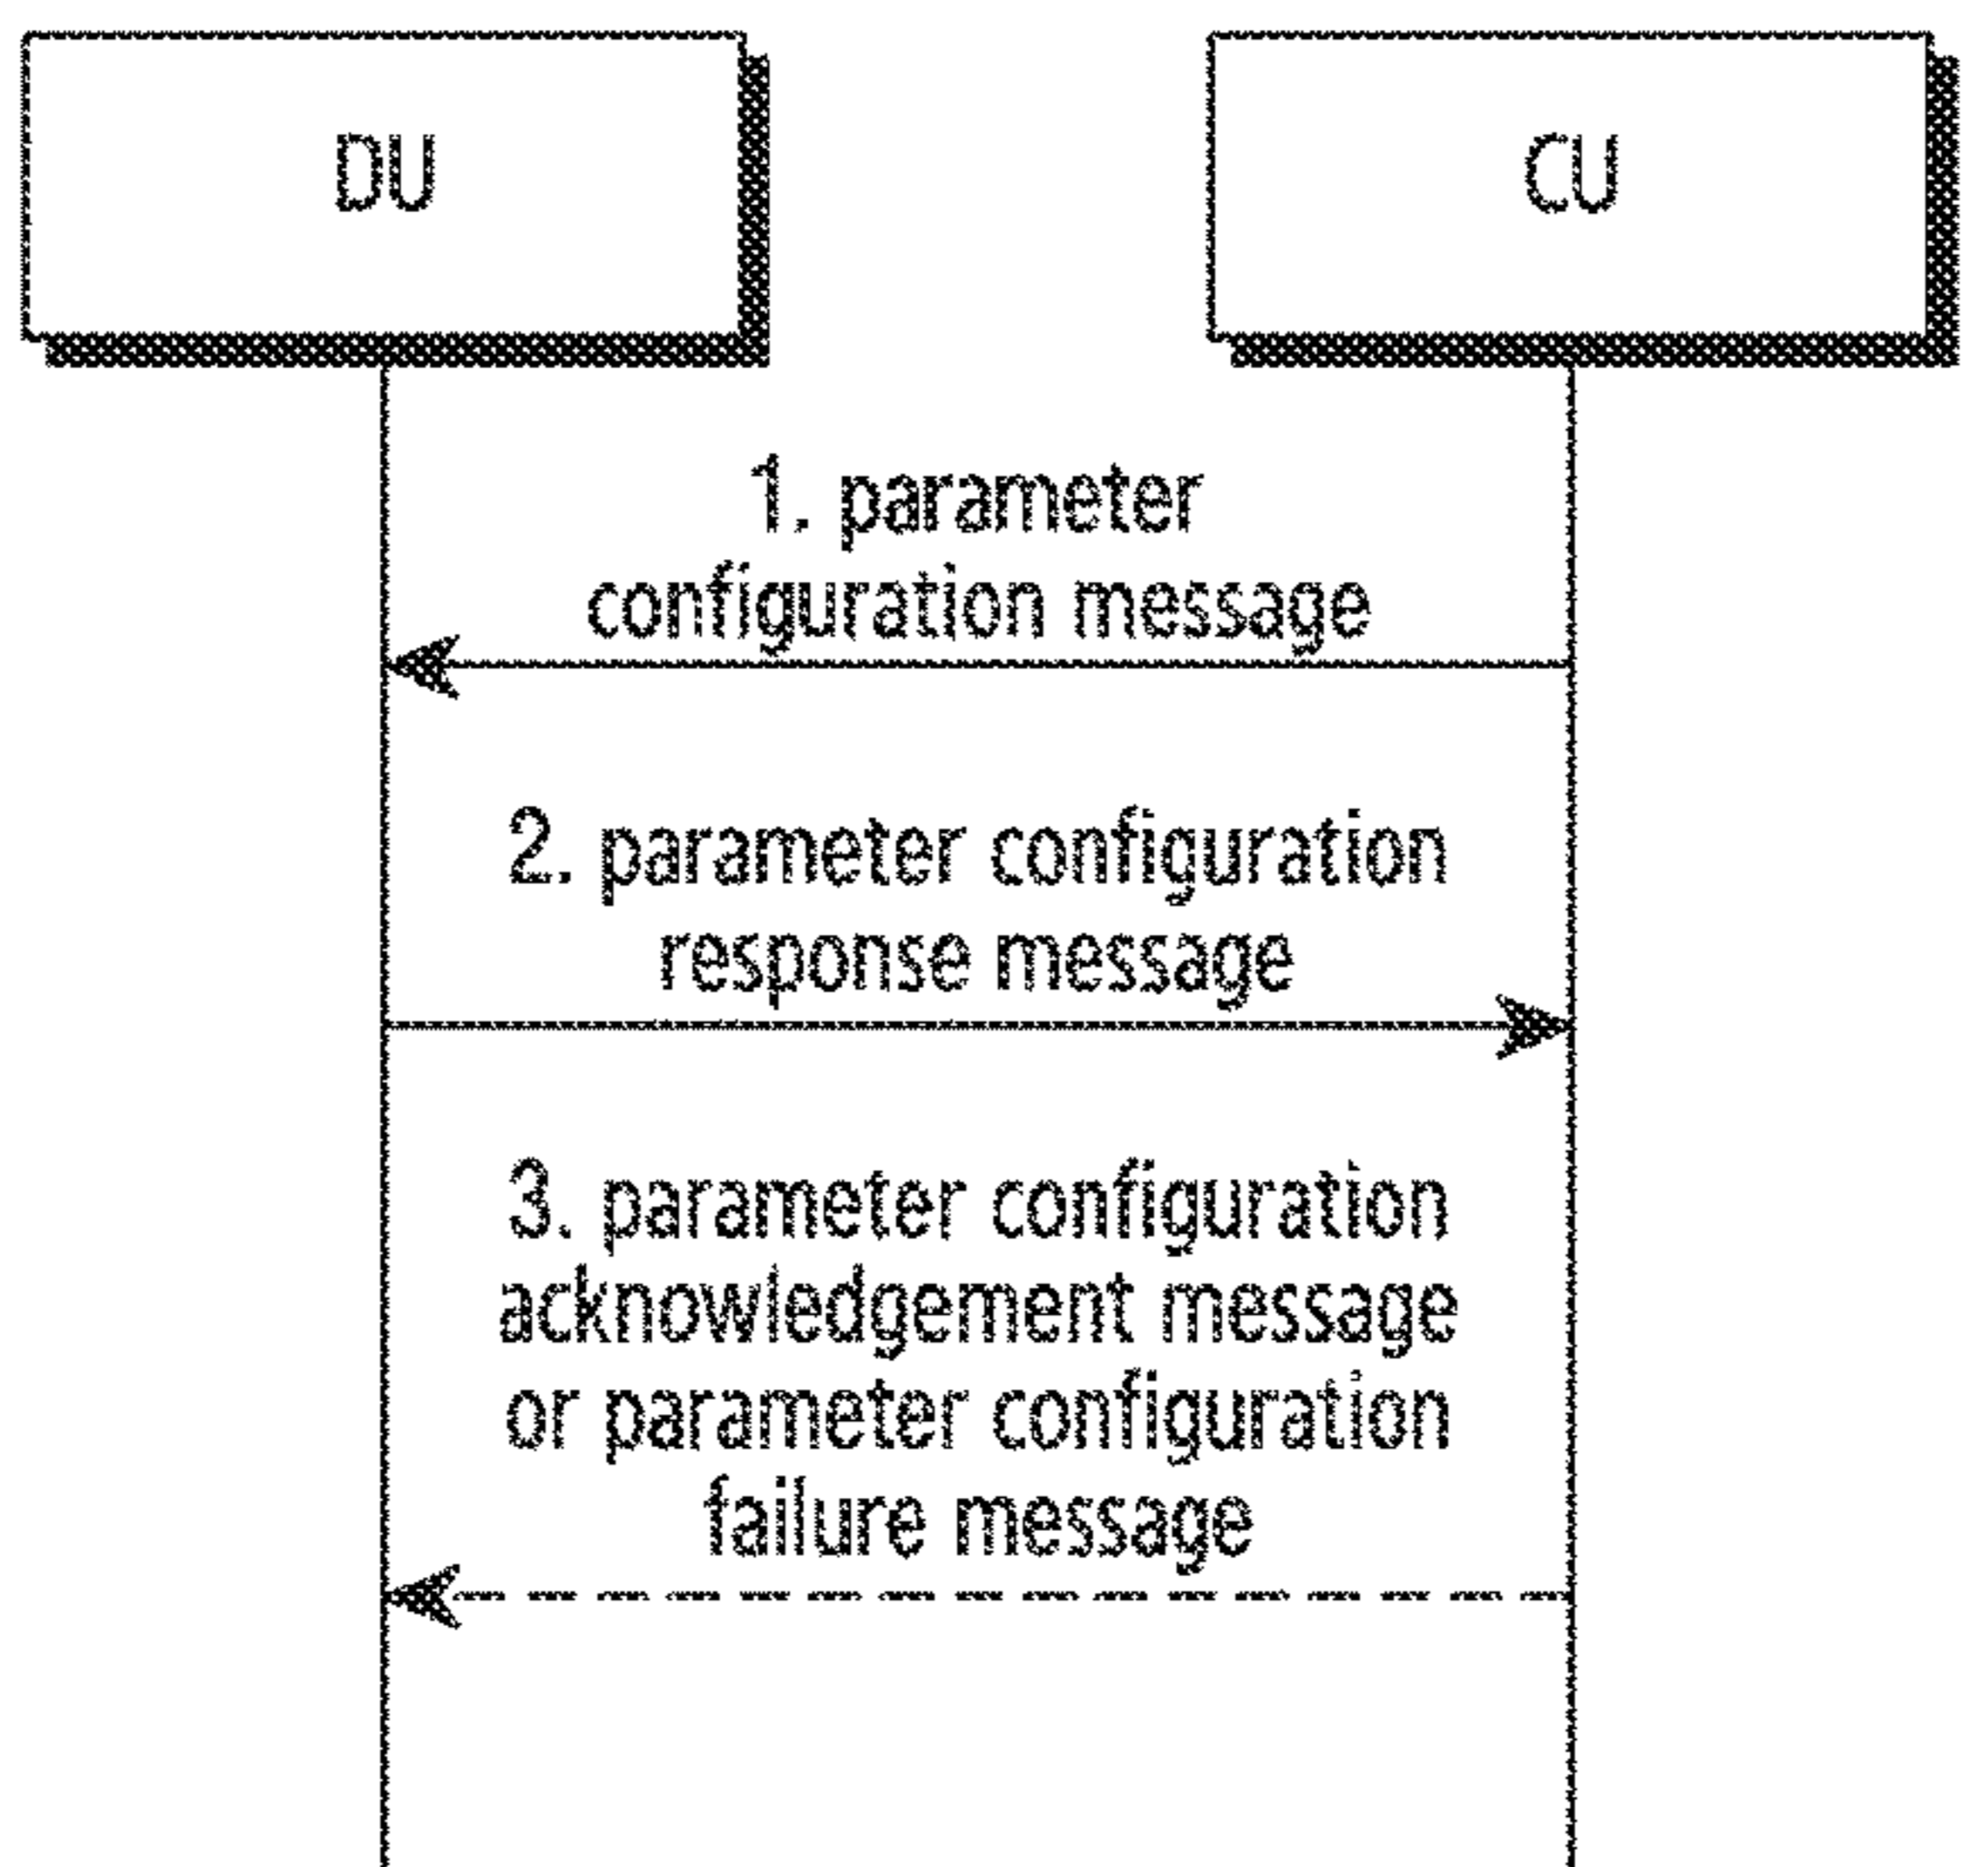 DU
CU
1. parameter
configuration message
2. parameter configuration
response message
3. parameter configuration
acknowledgement message
or parameter configuration
failure message